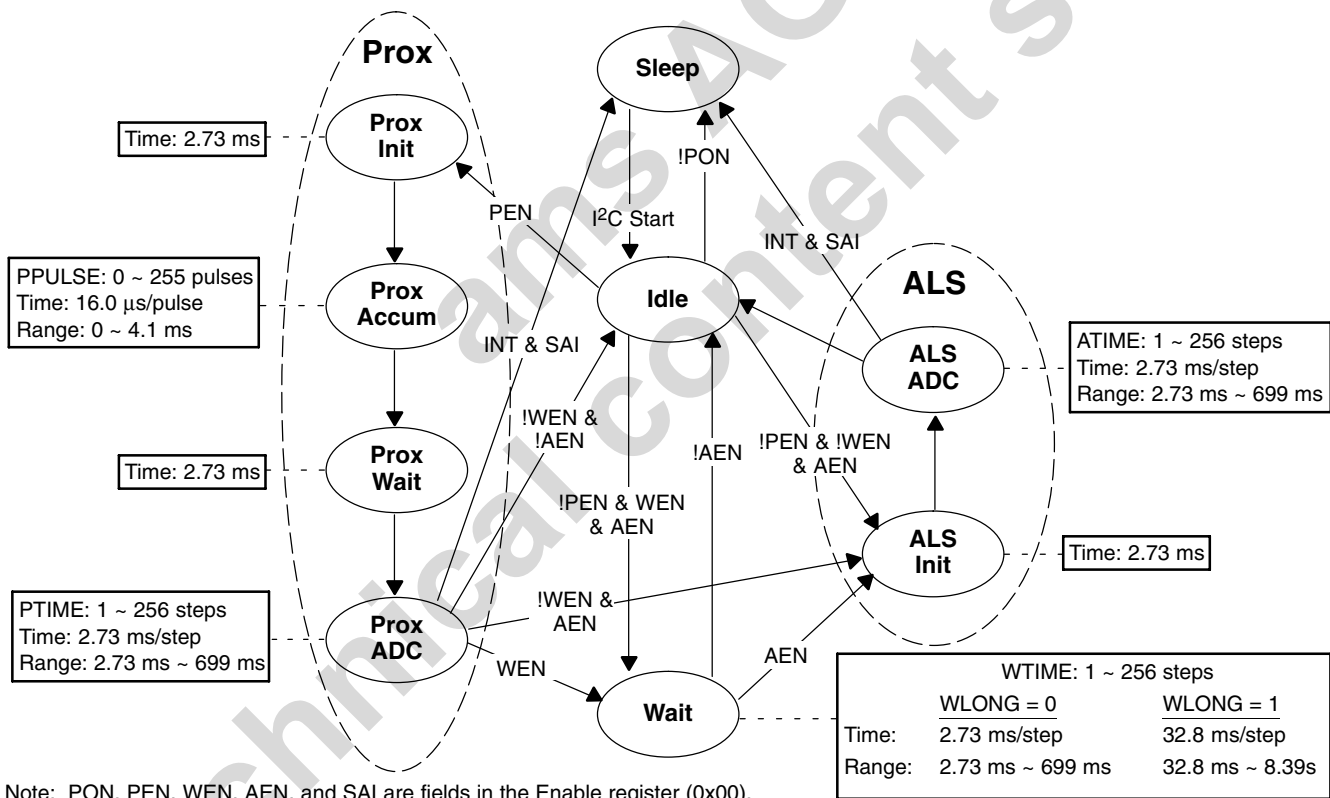 Prox
Sleep
Prox
Init
Time: 2.73 ms
!PON
PEN
I²C Start
INT & SAI
PPULSE: 0 ~ 255 pulses
Time: 16.0 μs/pulse
Range: 0 ~ 4.1 ms
Prox
Accum
Idle
ALS
INT & SAI
ALS
ADC
ATIME: 1 ~ 256 steps
Time: 2.73 ms/step
Range: 2.73 ms ~ 699 ms
!WEN &
!AEN
!AEN
!PEN & !WEN
& AEN
Prox
Wait
Time: 2.73 ms
!PEN & WEN
& AEN
ALS
Init
Time: 2.73 ms
PTIME: 1 ~ 256 steps
Time: 2.73 ms/step
Range: 2.73 ms ~ 699 ms
Prox
ADC
!WEN &
AEN
WEN
AEN
Wait
WTIME: 1 ~ 256 steps
WLONG = 0 WLONG = 1
Time: 2.73 ms/step 32.8 ms/step
Range: 2.73 ms ~ 699 ms 32.8 ms ~ 8.39s
Note: PON, PEN, WEN, AEN, and SAI are fields in the Enable register (0x00).
ams
content